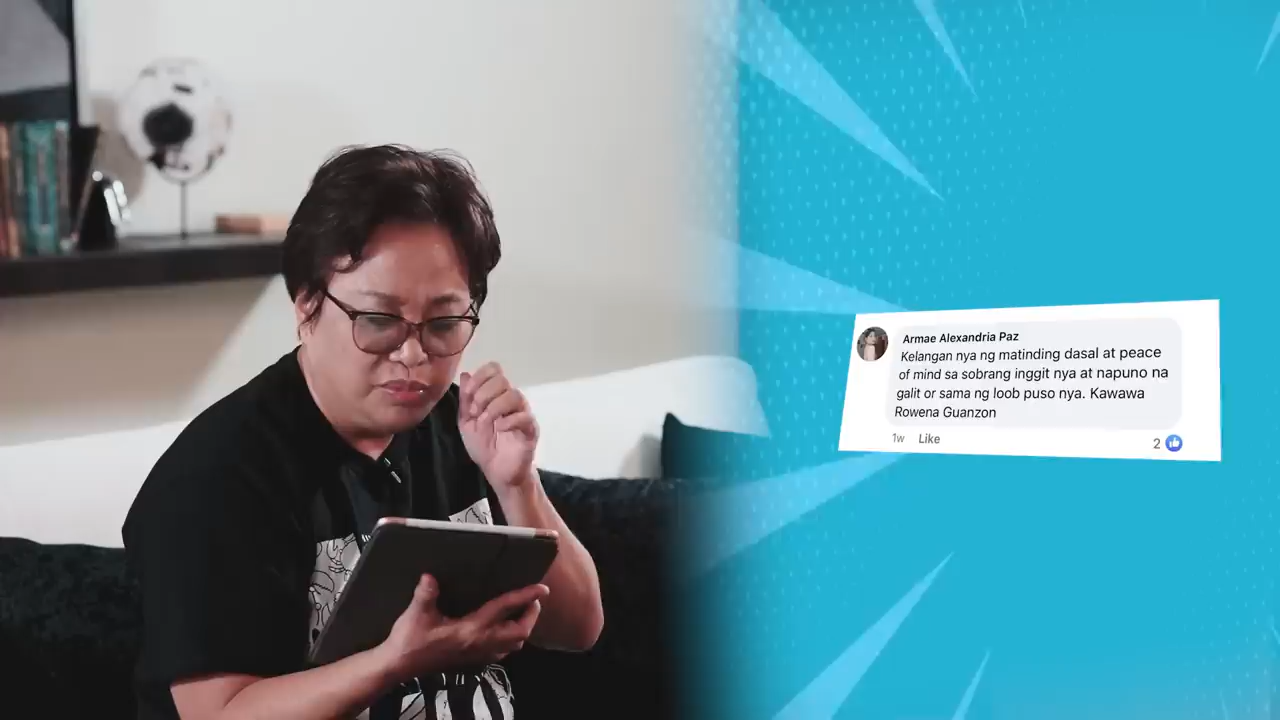 Armae Alexandria Paz
Kelangan nya ng matinding dasal at peace
of mind sa sobrang inggit nya at napuno na
galit or sama ng loob puso nya. Kawawa
Rowena Guanzon
1w Like 2